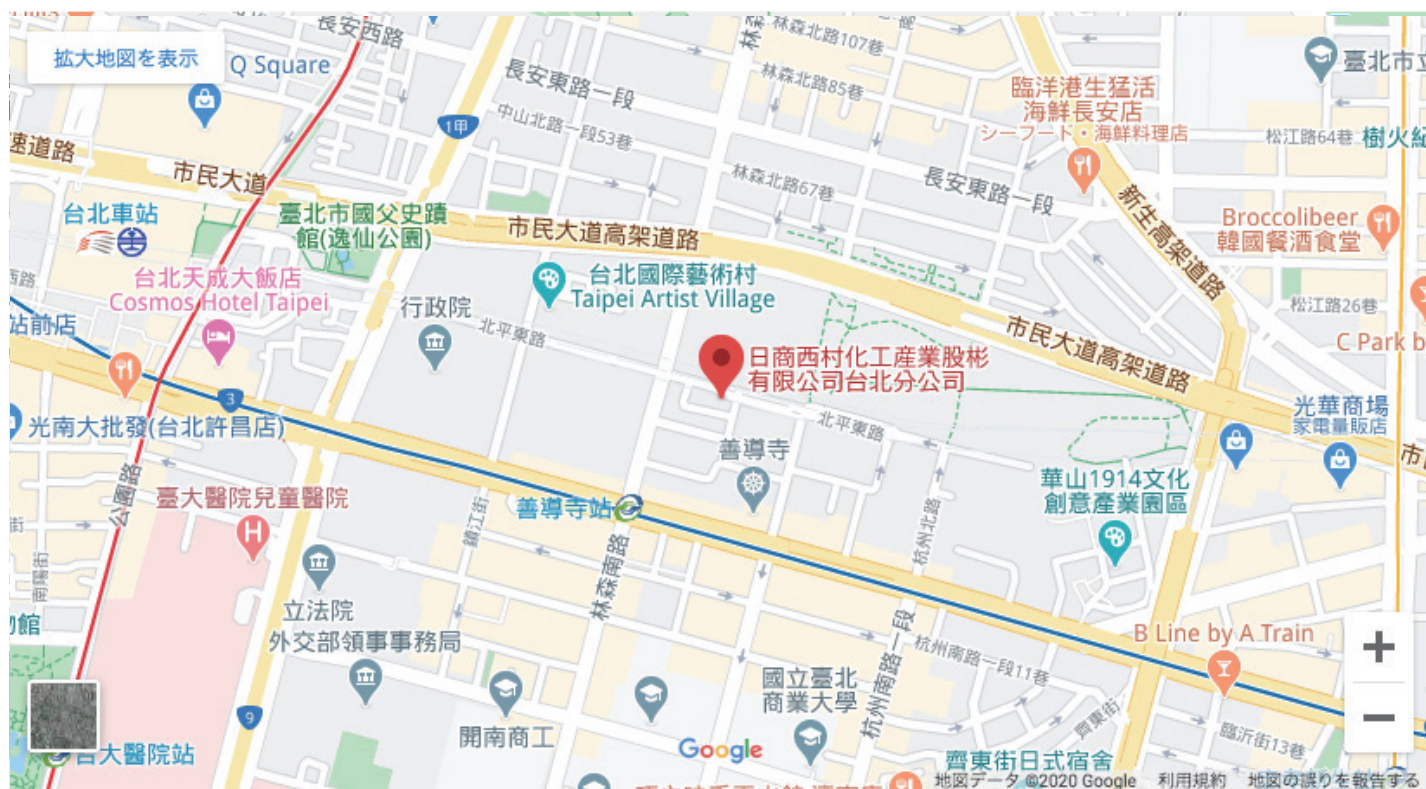 拡大地図を表示
Q Square
長安西路
林森北路107巷
林森北路85巷
長安東路一段
中山北路一段53巷
1甲
臨洋港生猛活
海鮮長安店
シーフード・海鮮料理店
松江路64巷
速道路
市民大道
林森北路67巷
長安東路一段
新生高架道路
台北車站
臺北市國父史蹟
館(逸仙公園)
市民大道高架道路
Broccolibeer
韓國餐酒食堂
台北天成大飯店
Cosmos Hotel Taipei
台北國際藝術村
Taipei Artist Village
行政院
北平東路
松江路26巷
站前店
市民大道高架道路
C Park b
日商西村化工産業股彬
有限公司台北分公司
3
光南大批發(台北許昌店)
北平東路
光華商場
家電量販店
善導寺
華山1914文化
創意產業園區
公園路
臺大醫院兒童醫院
善導寺站
鎮江街
杭州北路
南陽街
立法院
林森南路
外交部領事事務局
B Line by A Train
杭州南路一段
杭州南路一段11巷
國立臺北
商業大學
9
開南商工
齊東街
臨沂街13巷
台大醫院站
Google
齊東街日式宿舍
地図データ ©2020 Google
利用規約
地図の誤りを報告する